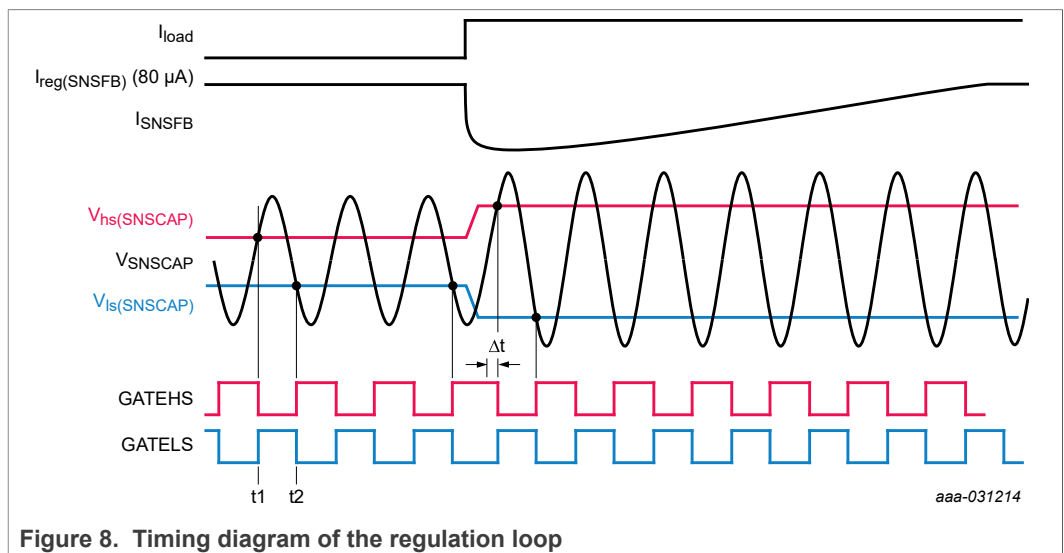 Iload
Ireg(SNSFB) (80 µA)
ISNSFB
Vhs(SNSCAP)
VSNSCAP
Vls(SNSCAP)
Δt
GATEHS
GATELS
t1 t2
aaa-031214
Figure 8. Timing diagram of the regulation loop